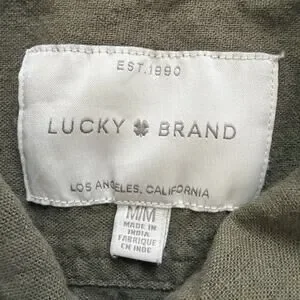 EST.1990
LUCKY BRAND
LOS ANGELES, CALIFORNIA
M/M
MADE IN
INDIA
FABRIQUÉ
EN INDE